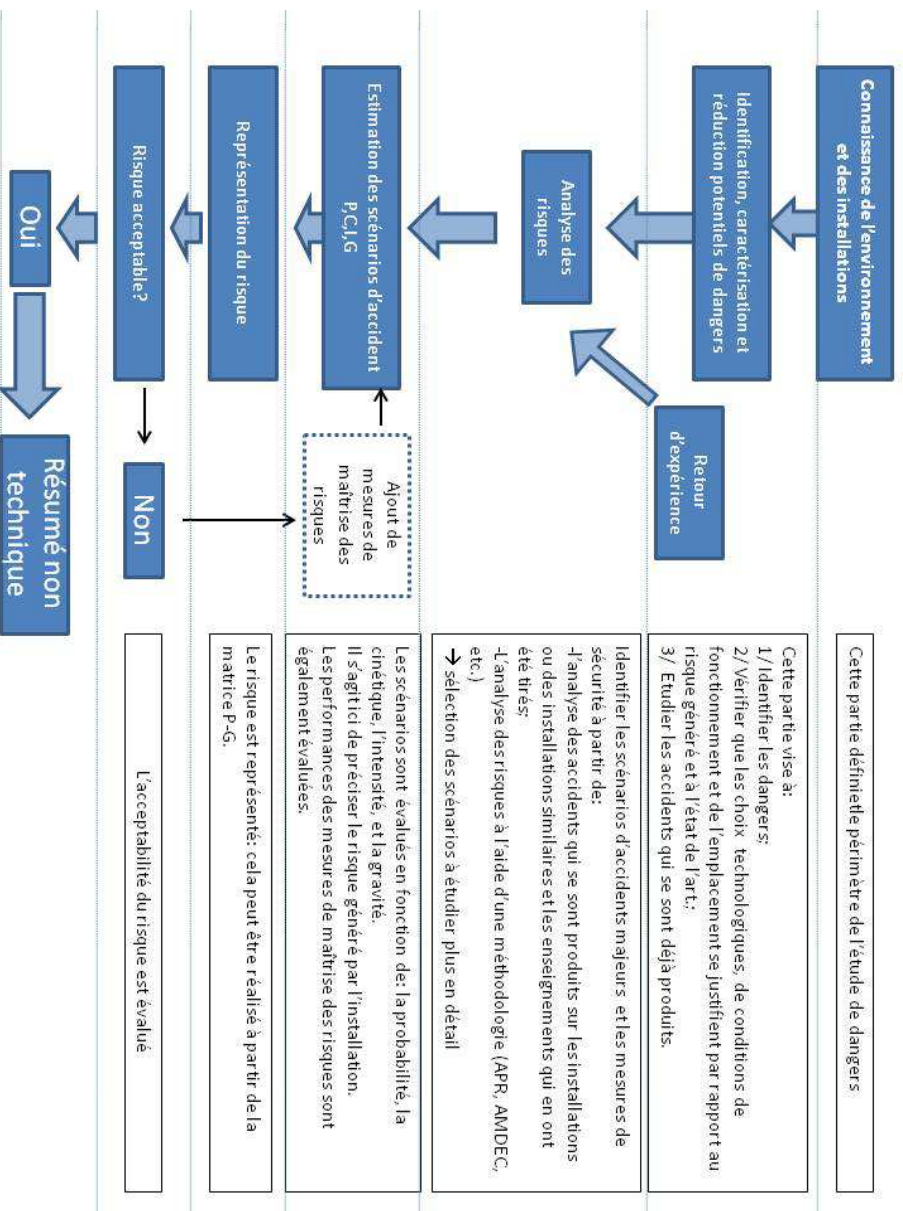 Connaissance de l'environnement
et des installations
Cette partie définietle périmètre de l'étude de dangers
Identification, caractérisation et
réduction potentiels de dangers
Retour
d'expérience
Cette partie vise à:
1/ Identifier les dangers;
2/ Vérifier que les choix technologiques, de conditions de
fonctionnement et de l'emplacement se justifient par rapport au
risque généré et à l'état de l'art.;
3/ Etudier les accidents qui se sont déjà produits.
Analyse des
risques
Identifier les scénarios d'accidents majeurs et les mesures de
sécurité à partir de:
-l'analyse des accidents qui se sont produits sur les installations
ou des installations similaires et les enseignements qui en ont
été tirés;
-L'analyse des risques à l'aide d'une méthodologie (APR, AMDEC,
etc.)
→ sélection des scénarios à étudier plus en détail
Estimation des scénarios d'accident
P,C,I,G
Ajout de
mesures de
maîtrise des
risques
Les scénarios sont évalués en fonction de: la probabilité, la
cinétique, l'intensité, et la gravité.
Il s'agit ici de préciser le risque généré par l'installation.
Les performances des mesures de maîtrise des risques sont
également évaluées.
Représentation du risque
Le risque est représenté: cela peut être réalisé à partir de la
matrice P-G.
Risque acceptable?
Non
L'acceptabilité du risque est évalué
Oui
Résumé non
technique